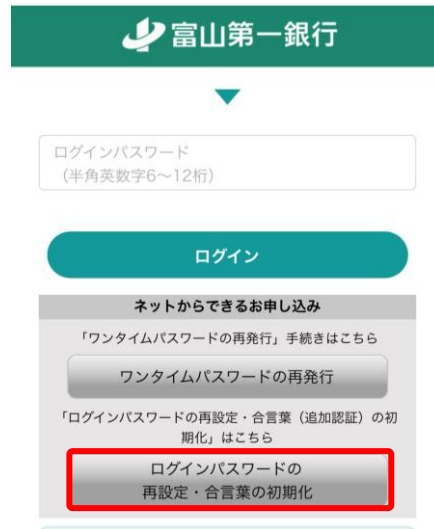 富山第一銀行
ログインパスワード
（半角英数字6〜12桁）
ログイン
ネットからできるお申し込み
「ワンタイムパスワードの再発行」手続きはこちら
ワンタイムパスワードの再発行
「ログインパスワードの再設定・合言葉（追加認証）の初
期化」はこちら
ログインパスワードの
再設定・合言葉の初期化